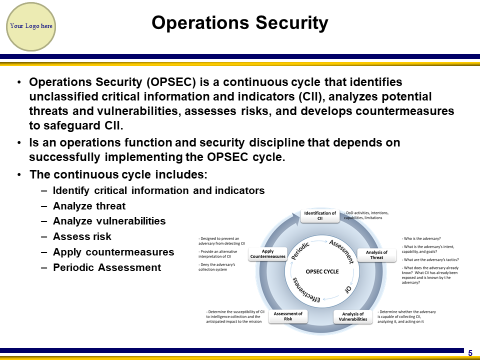 Your Logo here
Operations Security
• Operations Security (OPSEC) is a continuous cycle that identifies
unclassified critical information and indicators (CII), analyzes potential
threats and vulnerabilities, assesses risks, and develops countermeasures
to safeguard CII.
• Is an operations function and security discipline that depends on
successfully implementing the OPSEC cycle.
• The continuous cycle includes:
– Identify critical information and indicators
– Analyze threat
– Analyze vulnerabilities
– Assess risk
– Apply countermeasures
– Periodic Assessment
Identification of
CII
- DoD activities, intentions,
capabilities, limitations
Analysis of
Threat
- Who is the adversary?
- What is the adversary's intent,
capability, and goals?
- What are the adversary's tactics?
- What does the adversary already
know? What CII has already been
exposed and is known by the
adversary?
Analysis of
Vulnerabilities
- Determine whether the adversary
is capable of collecting CII,
analyzing it, and acting on it
Assessment of
Risk
- Determine the susceptibility of CII
to intelligence collection and the
anticipated impact to the mission
Apply
Countermeasures
- Designed to prevent an
adversary from detecting CII
- Provide an alternative
interpretation of CII
- Deny the adversary's
collection system
Periodic Assessment Of Effectiveness
OPSEC CYCLE
5